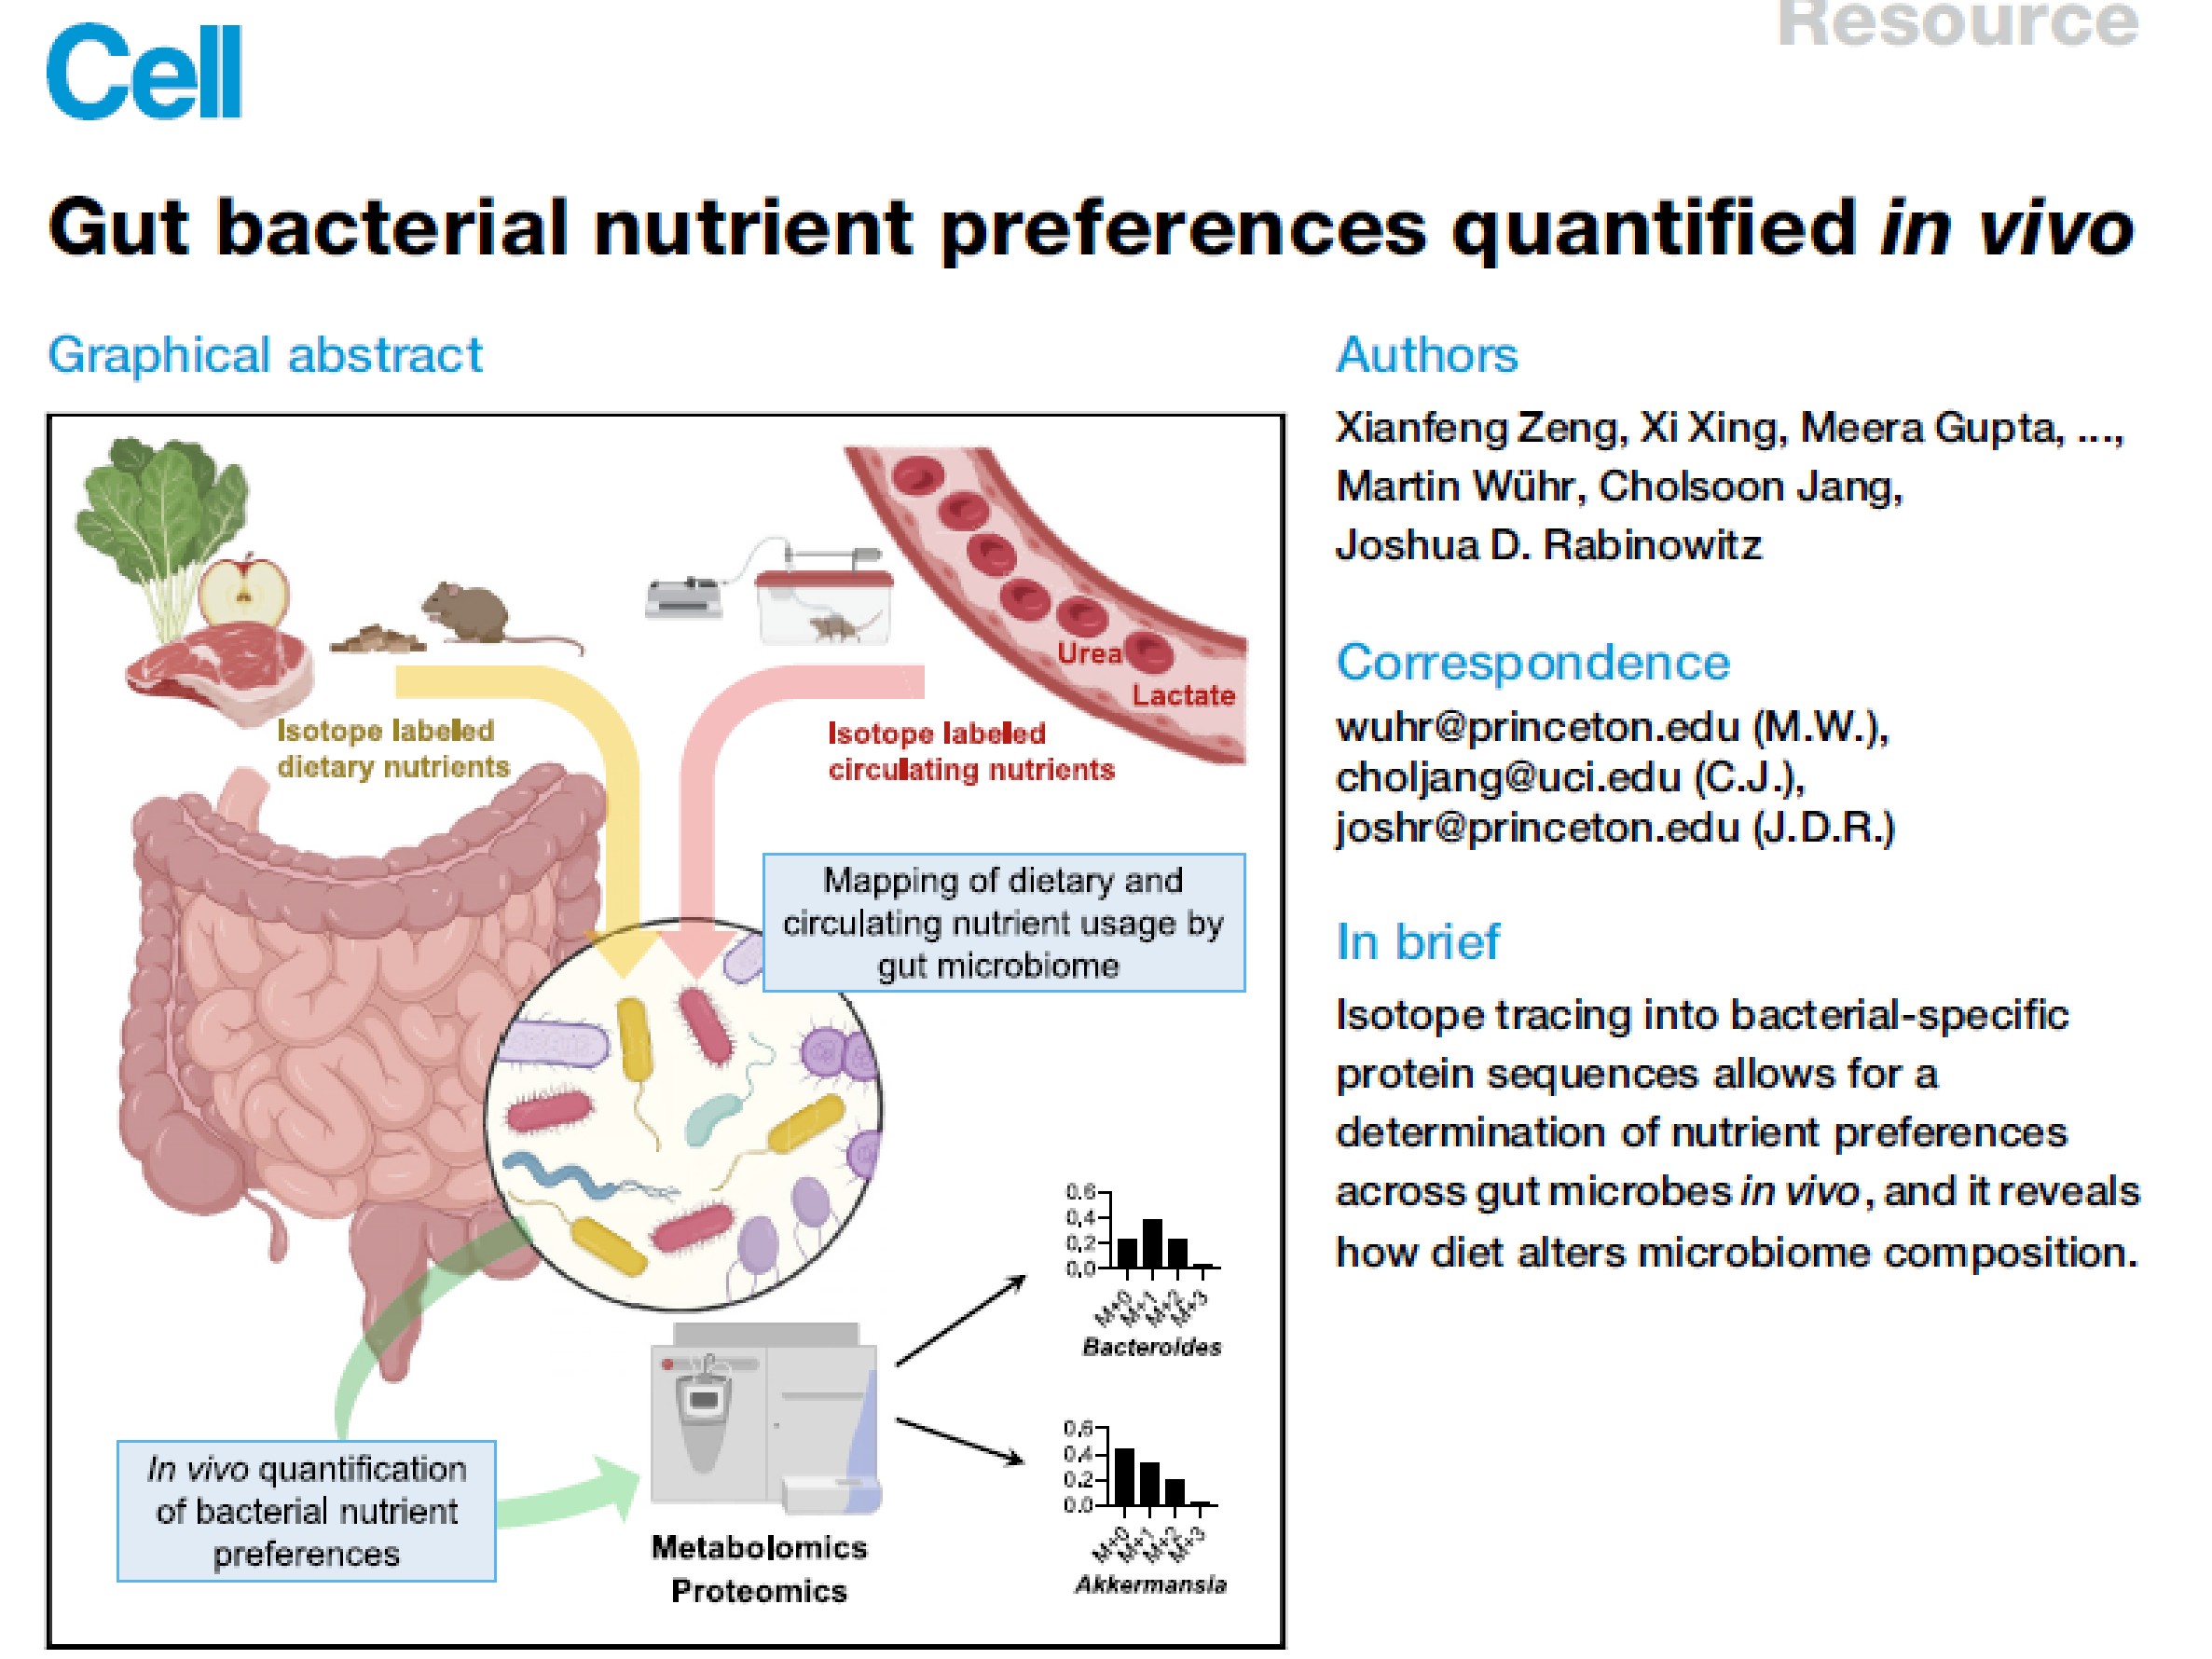 Resource
Cell
Gut bacterial nutrient preferences quantified in vivo
Graphical abstract
Urea
Lactate
Isotope labeled
dietary nutrients
Isotope labeled
circulating nutrients
Mapping of dietary and
circulating nutrient usage by
gut microbiome
0.6
0.4
0.2
0.0
M+0
M+1
M+2
M+3
Bacteroides
0.6
0.4
0.2
0.0
M+0
M+1
M+2
M+3
Akkermansia
In vivo quantification
of bacterial nutrient
preferences
Metabolomics
Proteomics
Authors
Xianfeng Zeng, Xi Xing, Meera Gupta, ...,
Martin Wühr, Cholsoon Jang,
Joshua D. Rabinowitz
Correspondence
wuhr@princeton.edu (M.W.),
choljang@uci.edu (C.J.),
joshr@princeton.edu (J.D.R.)
In brief
Isotope tracing into bacterial-specific
protein sequences allows for a
determination of nutrient preferences
across gut microbes in vivo, and it reveals
how diet alters microbiome composition.